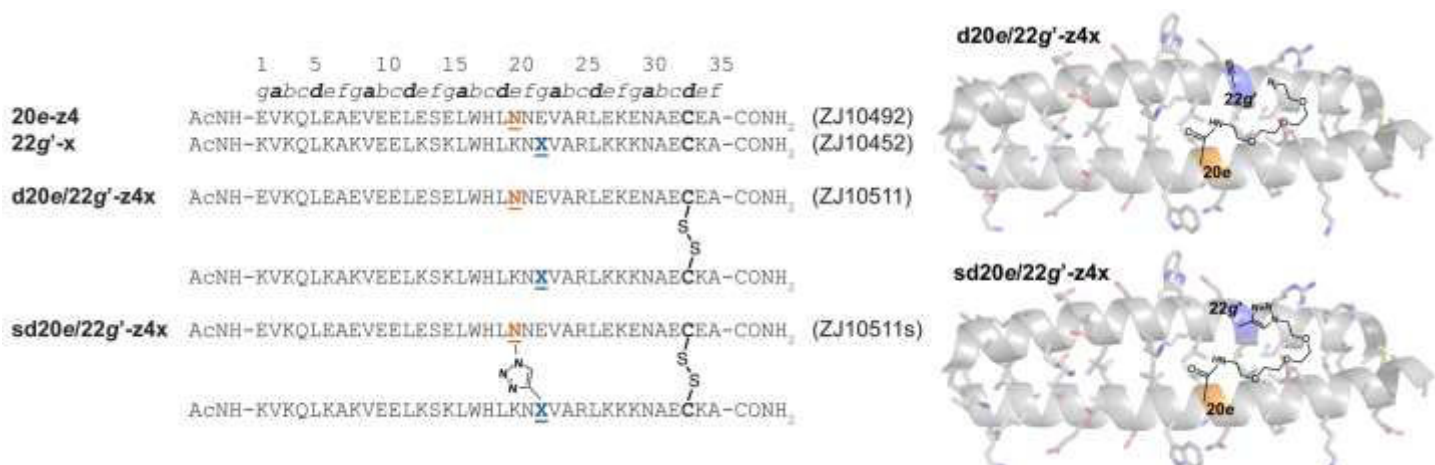 1 5 10 15 20 25 30 35
gabcdefgabcdefgabcdefgabcdefgabcdef
20e-z4 AcNH-EVKQLEAEVEELESELWHLNNEVARLEKENAECEA-CONH2 (ZJ10492)
22g'-x AcNH-KVKQLKAKVEELKSKLWHLKNXVARLKKKNAECKA-CONH2 (ZJ10452)
d20e/22g'-z4x AcNH-EVKQLEAEVEELESELWHLNNEVARLEKENAECEA-CONH2 (ZJ10511)
S
S
AcNH-KVKQLKAKVEELKSKLWHLKNXVARLKKKNAECKA-CONH2
sd20e/22g'-z4x AcNH-EVKQLEAEVEELESELWHLNNEVARLEKENAECEA-CONH2 (ZJ10511s)
N
N
N
S
S
AcNH-KVKQLKAKVEELKSKLWHLKNXVARLKKKNAECKA-CONH2
d20e/22g'-z4x
22g'
HN
O
20e
sd20e/22g'-z4x
22g'
N=N
HN
O
20e